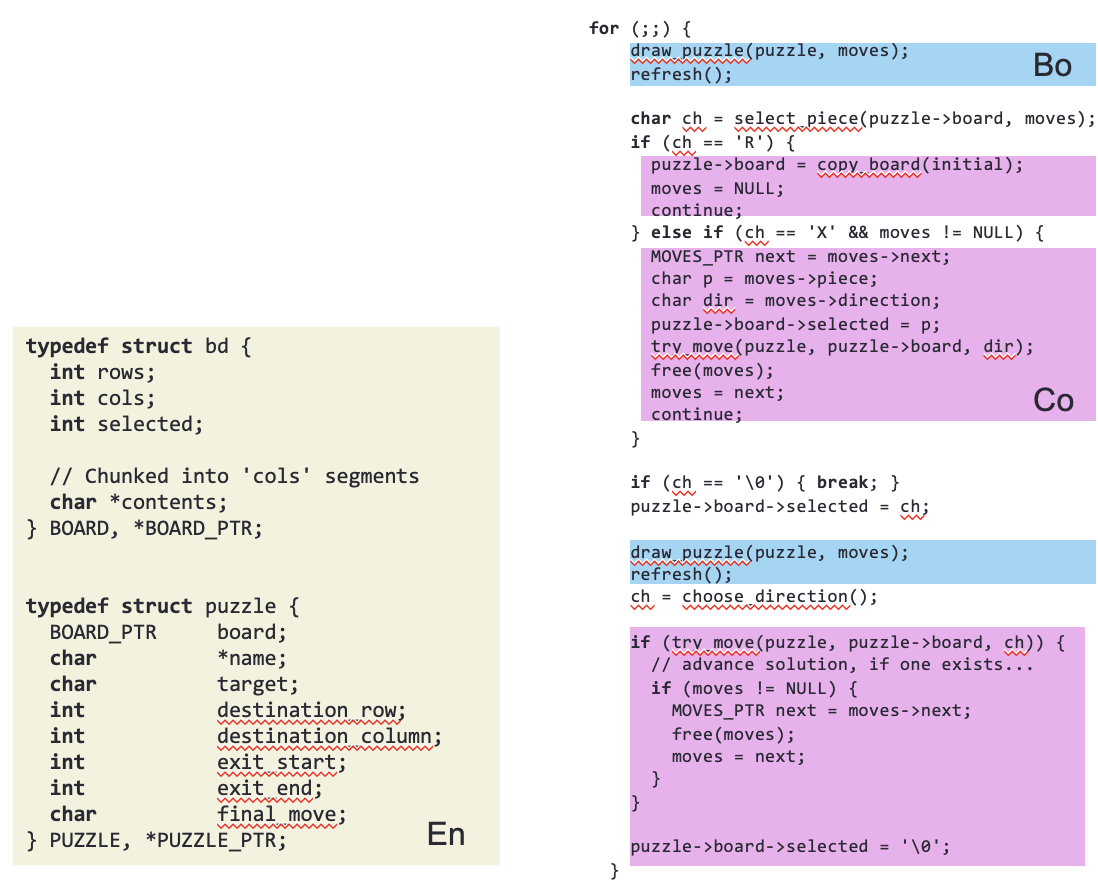 typedef struct bd {
  int rows;
  int cols;
  int selected;

  // Chunked into 'cols' segments
  char *contents;
} BOARD, *BOARD_PTR;

typedef struct puzzle {
  BOARD_PTR     board;
  char          *name;
  char          target;
  int           destination_row;
  int           destination_column;
  int           exit_start;
  int           exit_end;
  char          final_move;
} PUZZLE, *PUZZLE_PTR;
En

for (;;) {
    draw_puzzle(puzzle, moves);
    refresh();
Bo

    char ch = select_piece(puzzle->board, moves);
    if (ch == 'R') {
      puzzle->board = copy_board(initial);
      moves = NULL;
      continue;
    } else if (ch == 'X' && moves != NULL) {
      MOVES_PTR next = moves->next;
      char p = moves->piece;
      char dir = moves->direction;
      puzzle->board->selected = p;
      try_move(puzzle, puzzle->board, dir);
      free(moves);
      moves = next;
      continue;
Co
    }

    if (ch == '\0') { break; }
    puzzle->board->selected = ch;

    draw_puzzle(puzzle, moves);
    refresh();
    ch = choose_direction();

    if (try_move(puzzle, puzzle->board, ch)) {
      // advance solution, if one exists...
      if (moves != NULL) {
        MOVES_PTR next = moves->next;
        free(moves);
        moves = next;
      }
    }

    puzzle->board->selected = '\0';
  }